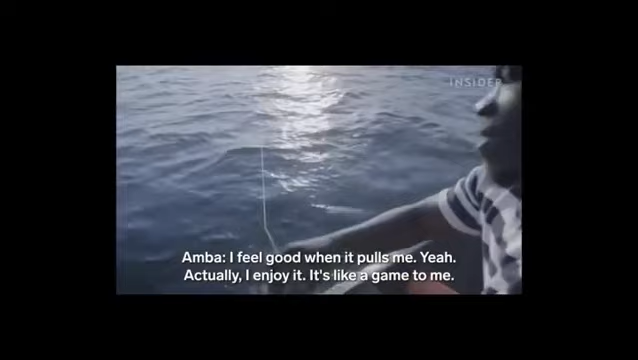 INSIDER
Amba: I feel good when it pulls me. Yeah.
Actually, I enjoy it. It's like a game to me.